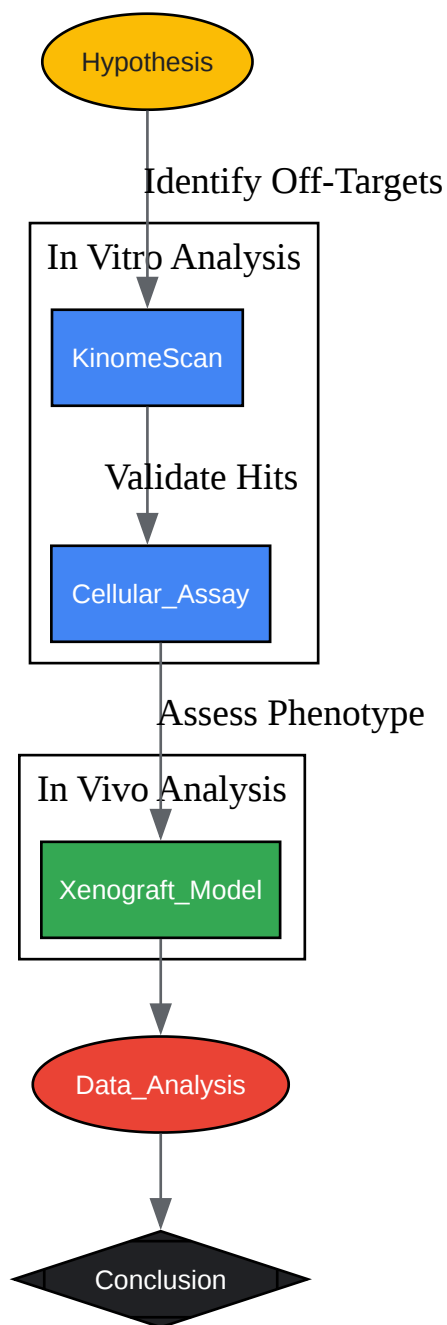 Hypothesis
Identify Off-Targets
In Vitro Analysis
KinomeScan
Validate Hits
Cellular_Assay
Assess Phenotype
In Vivo Analysis
Xenograft_Model
Data_Analysis
Conclusion